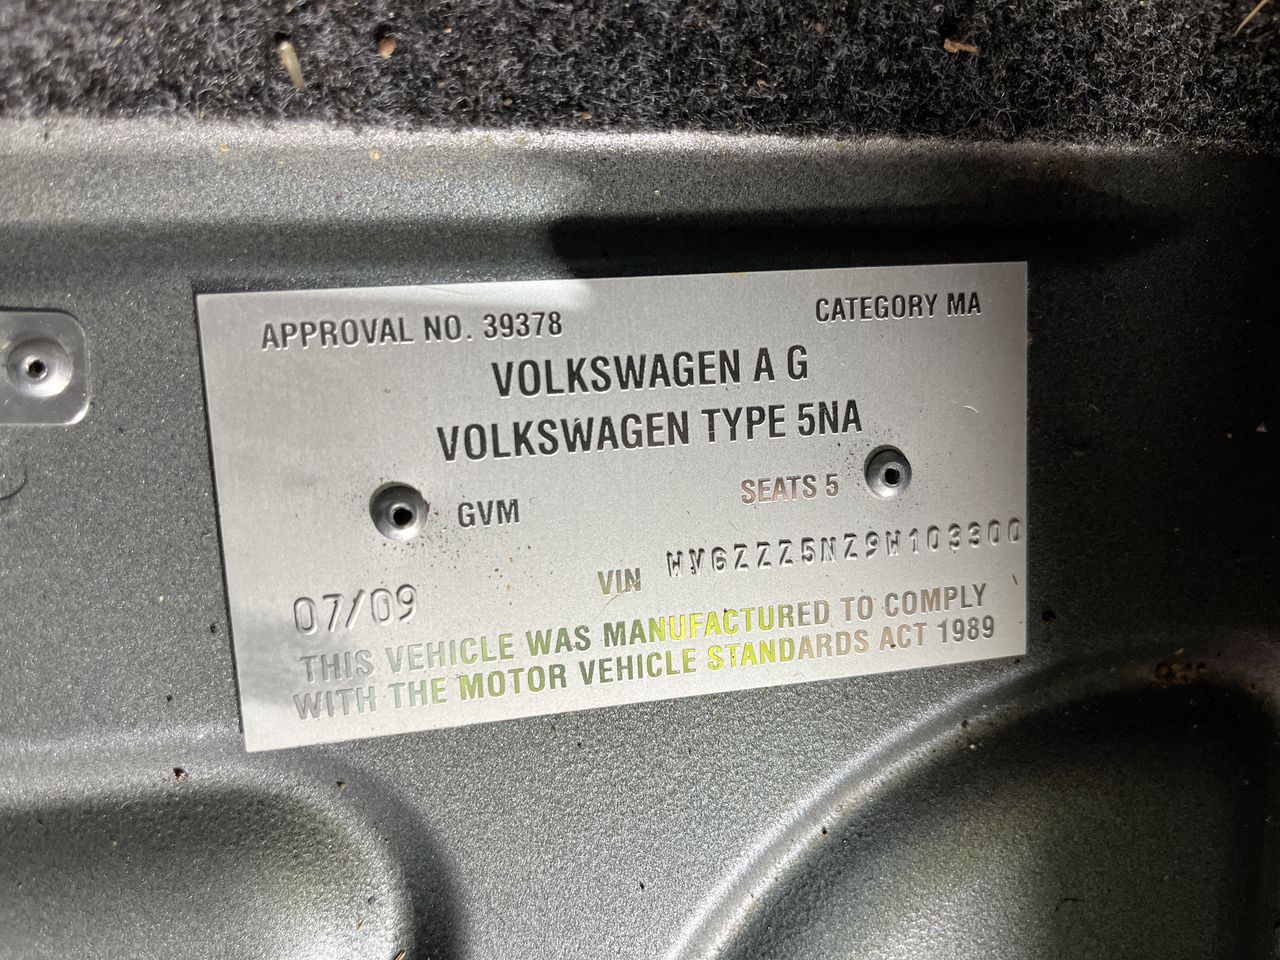 APPROVAL NO. 39378 CATEGORY MA
VOLKSWAGEN A G
VOLKSWAGEN TYPE 5NA
GVM SEATS 5
VIN WV6ZZZ5NZ9W103300
07/09
THIS VEHICLE WAS MANUFACTURED TO COMPLY
WITH THE MOTOR VEHICLE STANDARDS ACT 1989